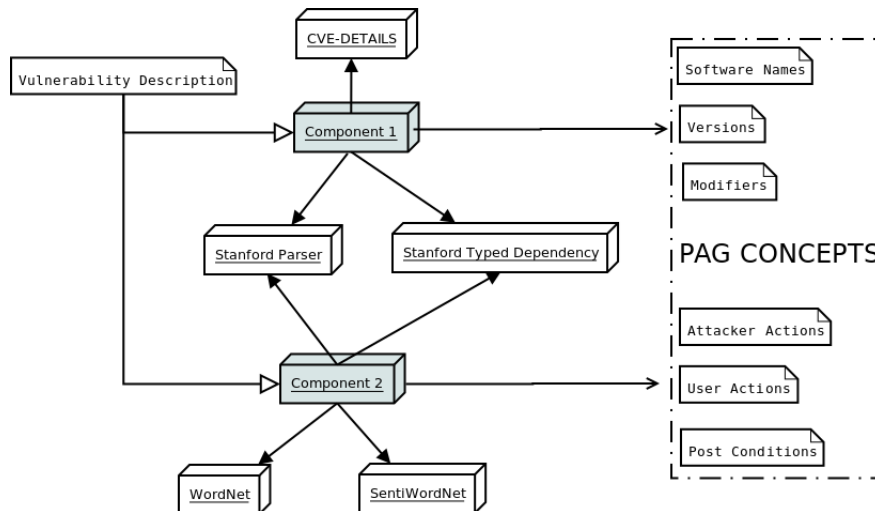 CVE-DETAILS
Software Names
Vulnerability Description
Versions
Component 1
Modifiers
Stanford Parser
Stanford Typed Dependency
PAG CONCEPTS
Attacker Actions
Component 2
User Actions
Post Conditions
WordNet
SentiWordNet